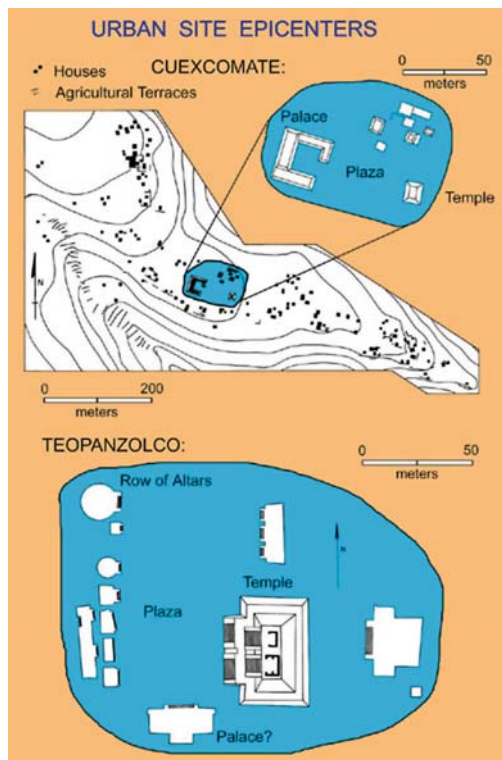 URBAN SITE EPICENTERS
CUEXCOMATE:
0 50
meters
Houses
Agricultural Terraces
Palace
Plaza
Temple
N
0 200
meters
TEOPANZOLCO:
0 50
meters
Row of Altars
N
Temple
Plaza
Palace?